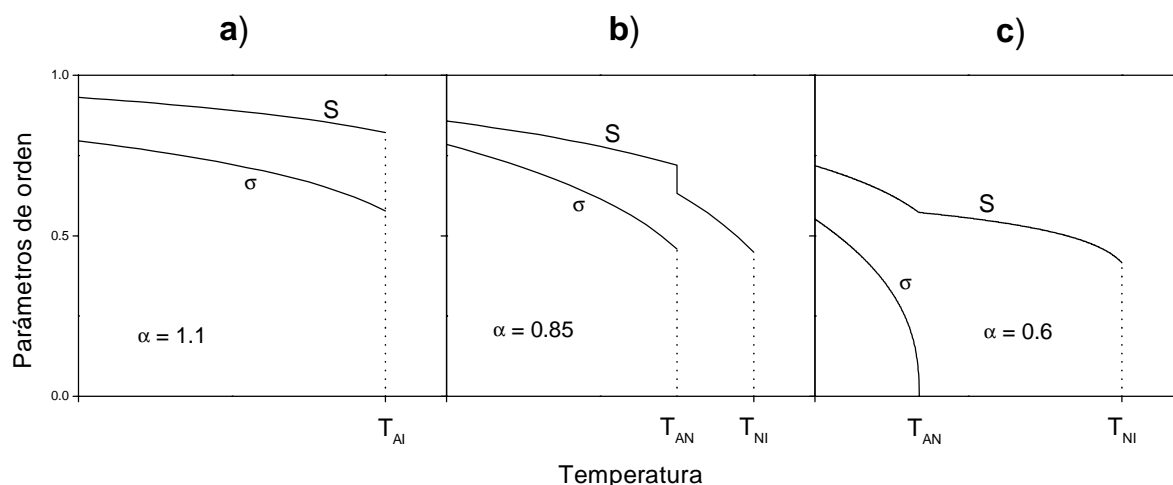 a) b) c)
1.0
S S
σ σ S
0.5
σ
α = 1.1 α = 0.85 α = 0.6
0.0
T_AI T_AN T_NI T_AN T_NI
Parámetros de orden
Temperatura